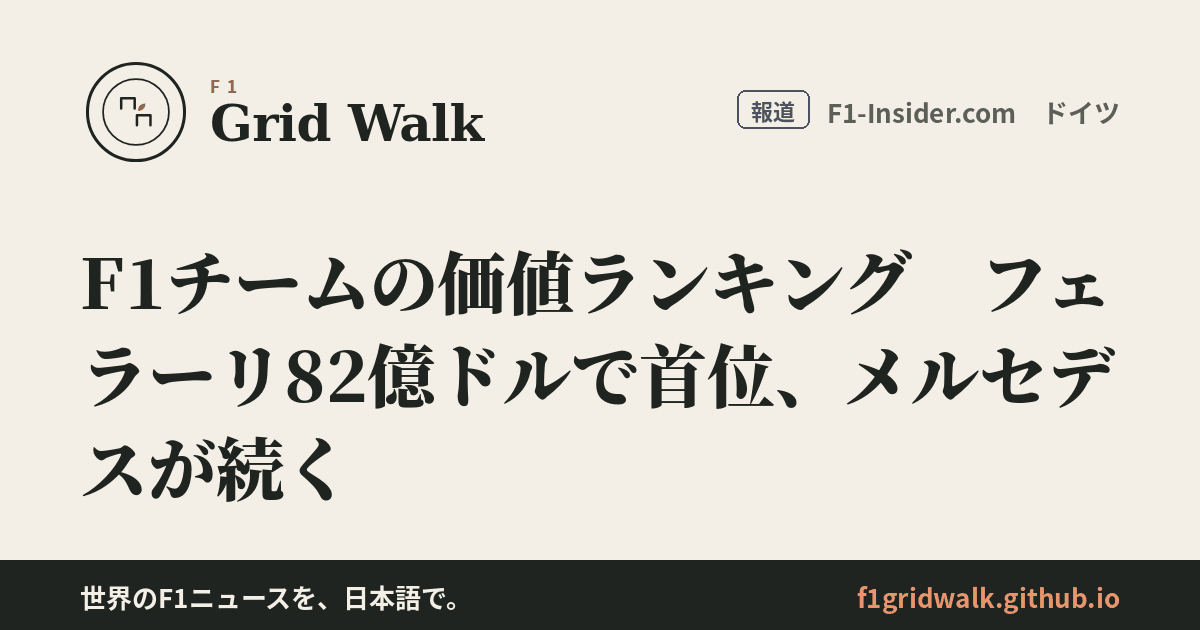 F1
Grid Walk
報道 F1-Insider.com ドイツ
F1チームの価値ランキング　フェ
ラーリ82億ドルで首位、メルセデ
スが続く
世界のF1ニュースを、日本語で。
f1gridwalk.github.io